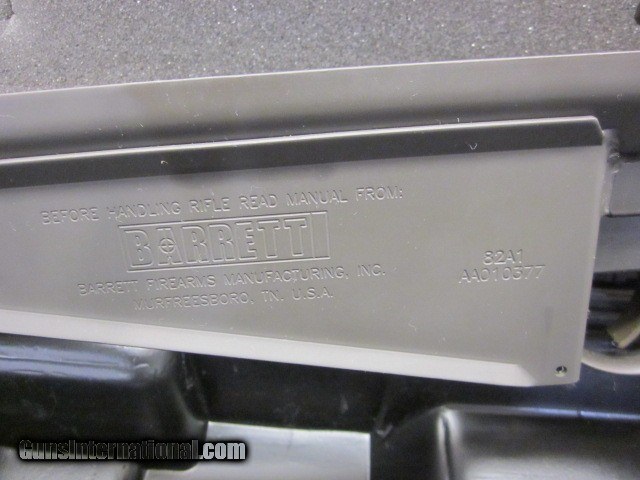 BEFORE HANDLING RIFLE READ MANUAL FROM:
BARRETT
BARRETT FIREARMS MANUFACTURING, INC.
MURFREESBORO, TN. U.S.A.
82A1
AA010577
GunsInternational.com